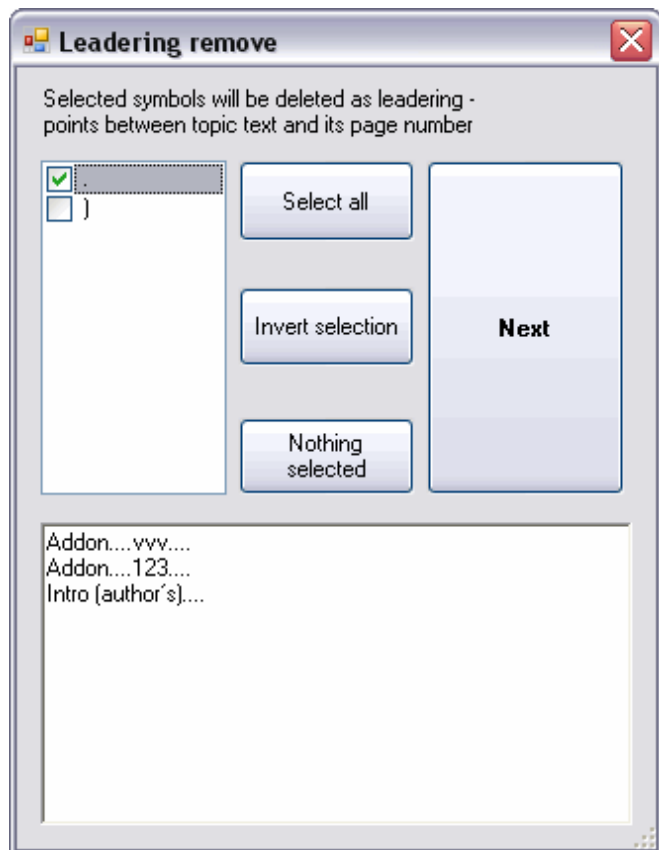 Leadering remove
Selected symbols will be deleted as leadering -
points between topic text and its page number
.
)
Select all
Invert selection
Next
Nothing
selected
Addon....vvv....
Addon....123....
Intro (author´s)....